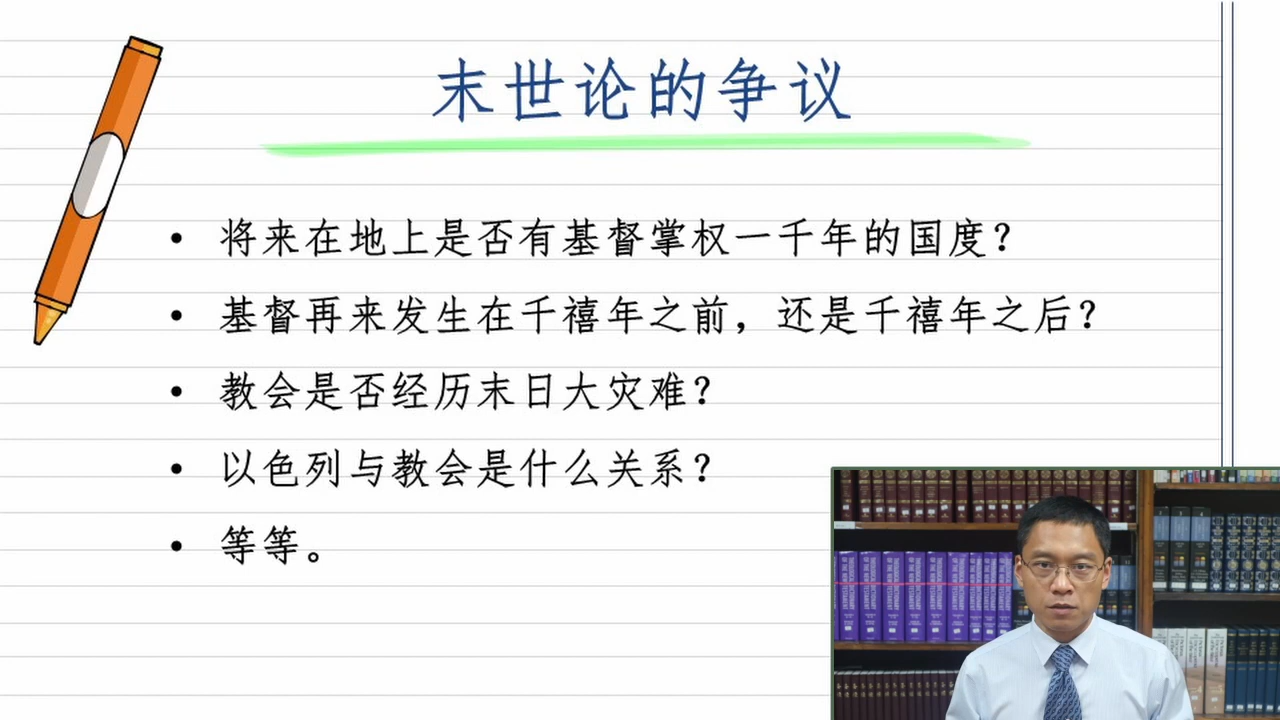 末世论的争议
• 将来在地上是否有基督掌权一千年的国度？
• 基督再来发生在千禧年之前，还是千禧年之后？
• 教会是否经历末日大灾难？
• 以色列与教会是什么关系？
• 等等。